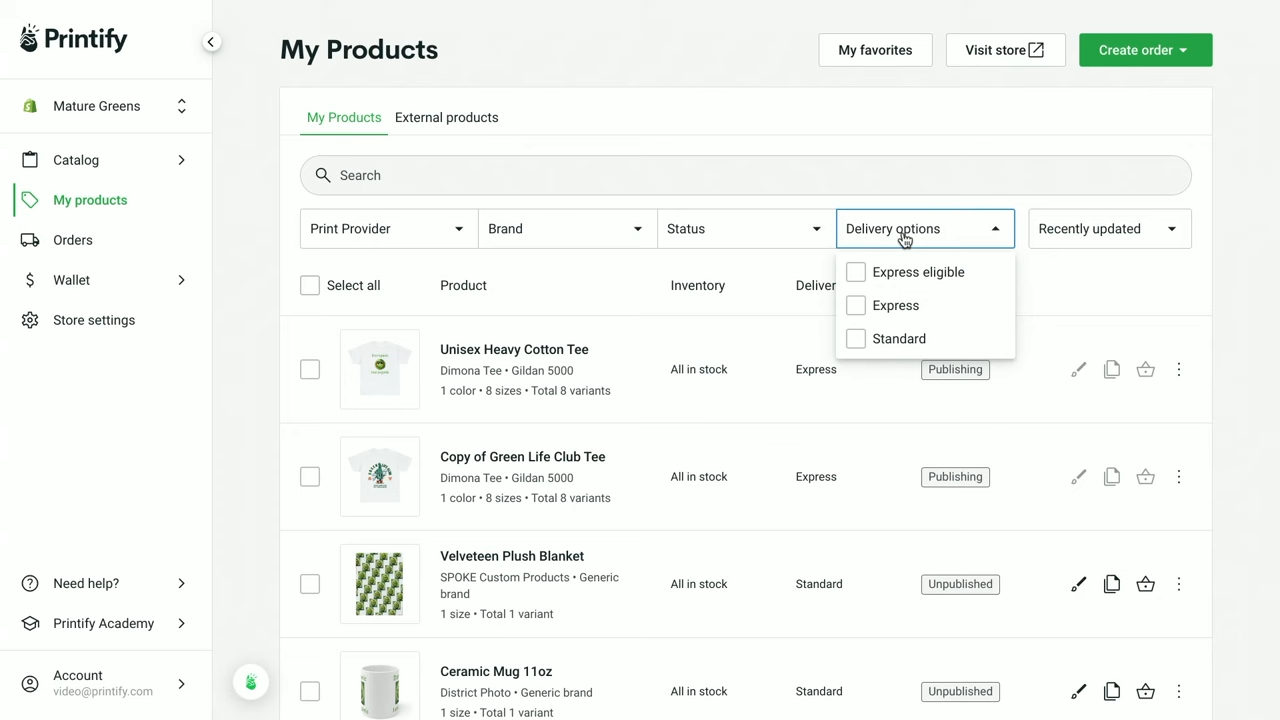 Printify
My Products
My favorites
Visit store
Create order
Mature Greens
Catalog
My products
Orders
Wallet
Store settings
Need help?
Printify Academy
Account
video@printify.com
My Products
External products
Search
Print Provider
Brand
Status
Delivery options
Recently updated
Express eligible
Express
Standard
Select all
Product
Inventory
Deliver
Unisex Heavy Cotton Tee
Dimona Tee • Gildan 5000
1 color • 8 sizes • Total 8 variants
All in stock
Express
Publishing
Copy of Green Life Club Tee
Dimona Tee • Gildan 5000
1 color • 8 sizes • Total 8 variants
All in stock
Express
Publishing
Velveteen Plush Blanket
SPOKE Custom Products • Generic
brand
1 size • Total 1 variant
All in stock
Standard
Unpublished
Ceramic Mug 11oz
District Photo • Generic brand
1 size • Total 1 variant
All in stock
Standard
Unpublished